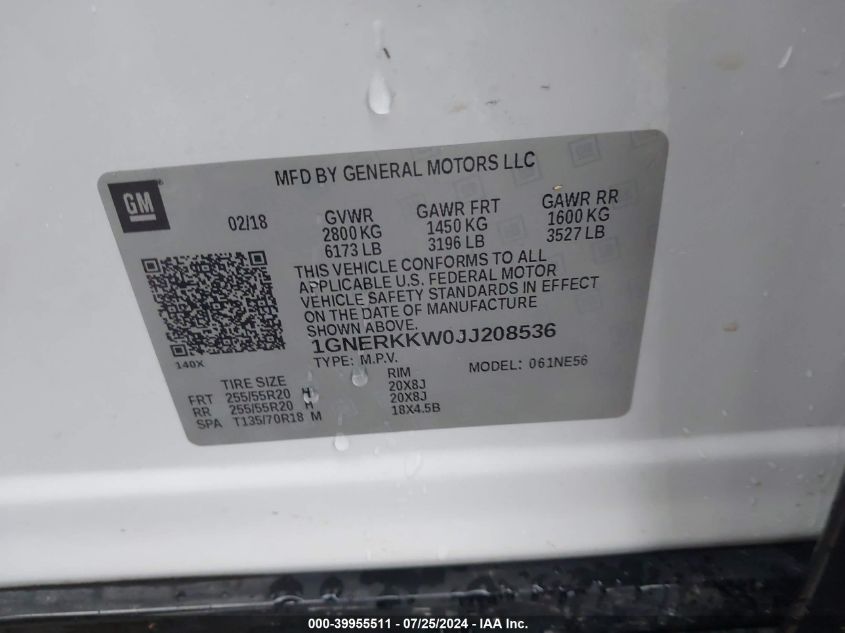 MFD BY GENERAL MOTORS LLC
GM
02/18
GVWR GAWR FRT GAWR RR
2800 KG 1450 KG 1600 KG
6173 LB 3196 LB 3527 LB
THIS VEHICLE CONFORMS TO ALL
APPLICABLE U.S. FEDERAL MOTOR
VEHICLE SAFETY STANDARDS IN EFFECT
ON THE DATE OF MANUFACTURE
SHOWN ABOVE.
1GNERKKW0JJ208536
140X
TYPE: M.P.V. MODEL: 061NE56
TIRE SIZE RIM
FRT 255/55R20 H 20X8J
RR 255/55R20 H 20X8J
SPA T135/70R18 M 18X4.5B
000-39955511 - 07/25/2024 - IAAI Inc.